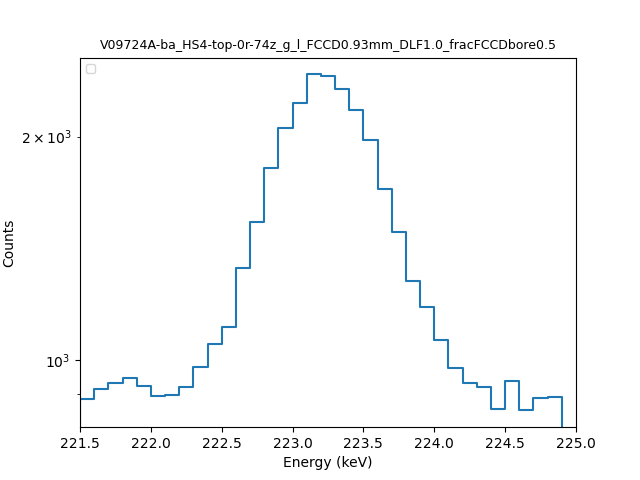 V09724A-ba_HS4-top-0r-74z_g_l_FCCD0.93mm_DLF1.0_fracFCCDbore0.5
2 × 10³
10³
Counts
221.5 222.0 222.5 223.0 223.5 224.0 224.5 225.0
Energy (keV)